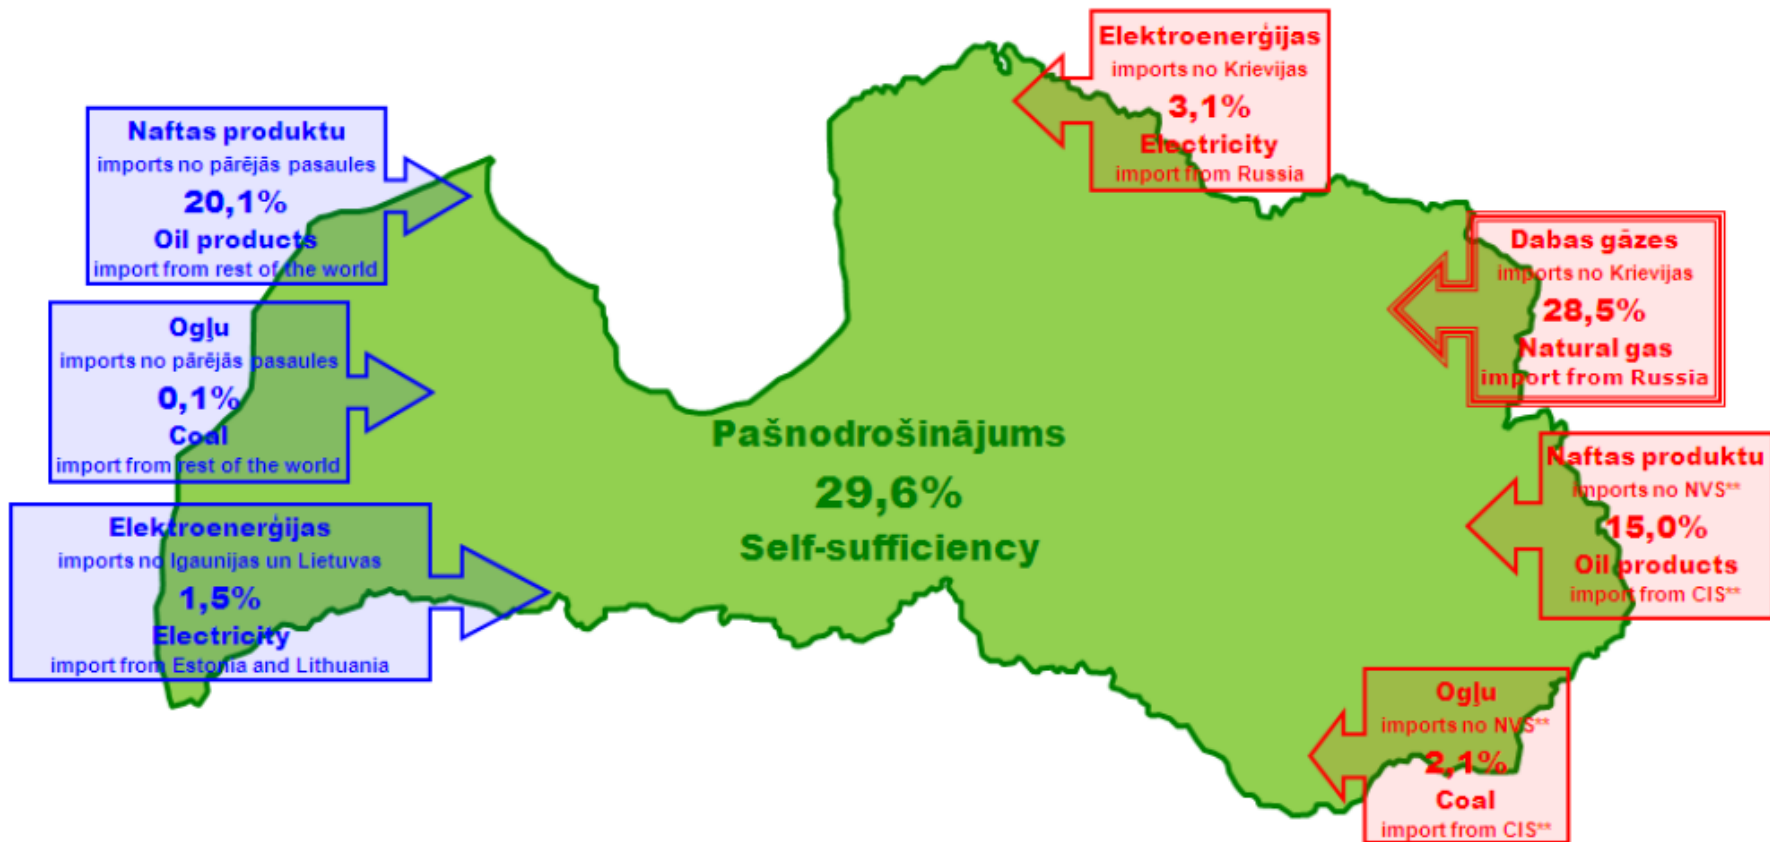 Elektroenerģijas
imports no Krievijas
3,1%
Electricity
import from Russia
Naftas produktu
imports no pārējās pasaules
20,1%
Oil products
import from rest of the world
Dabas gāzes
imports no Krievijas
28,5%
Natural gas
import from Russia
Ogļu
imports no pārējās pasaules
0,1%
Coal
import from rest of the world
Pašnodrošinājums
29,6%
Self-sufficiency
Naftas produktu
imports no NVS**
15,0%
Oil products
import from CIS**
Elektroenerģijas
imports no Igaunijas un Lietuvas
1,5%
Electricity
import from Estonia and Lithuania
Ogļu
imports no NVS**
2,1%
Coal
import from CIS**